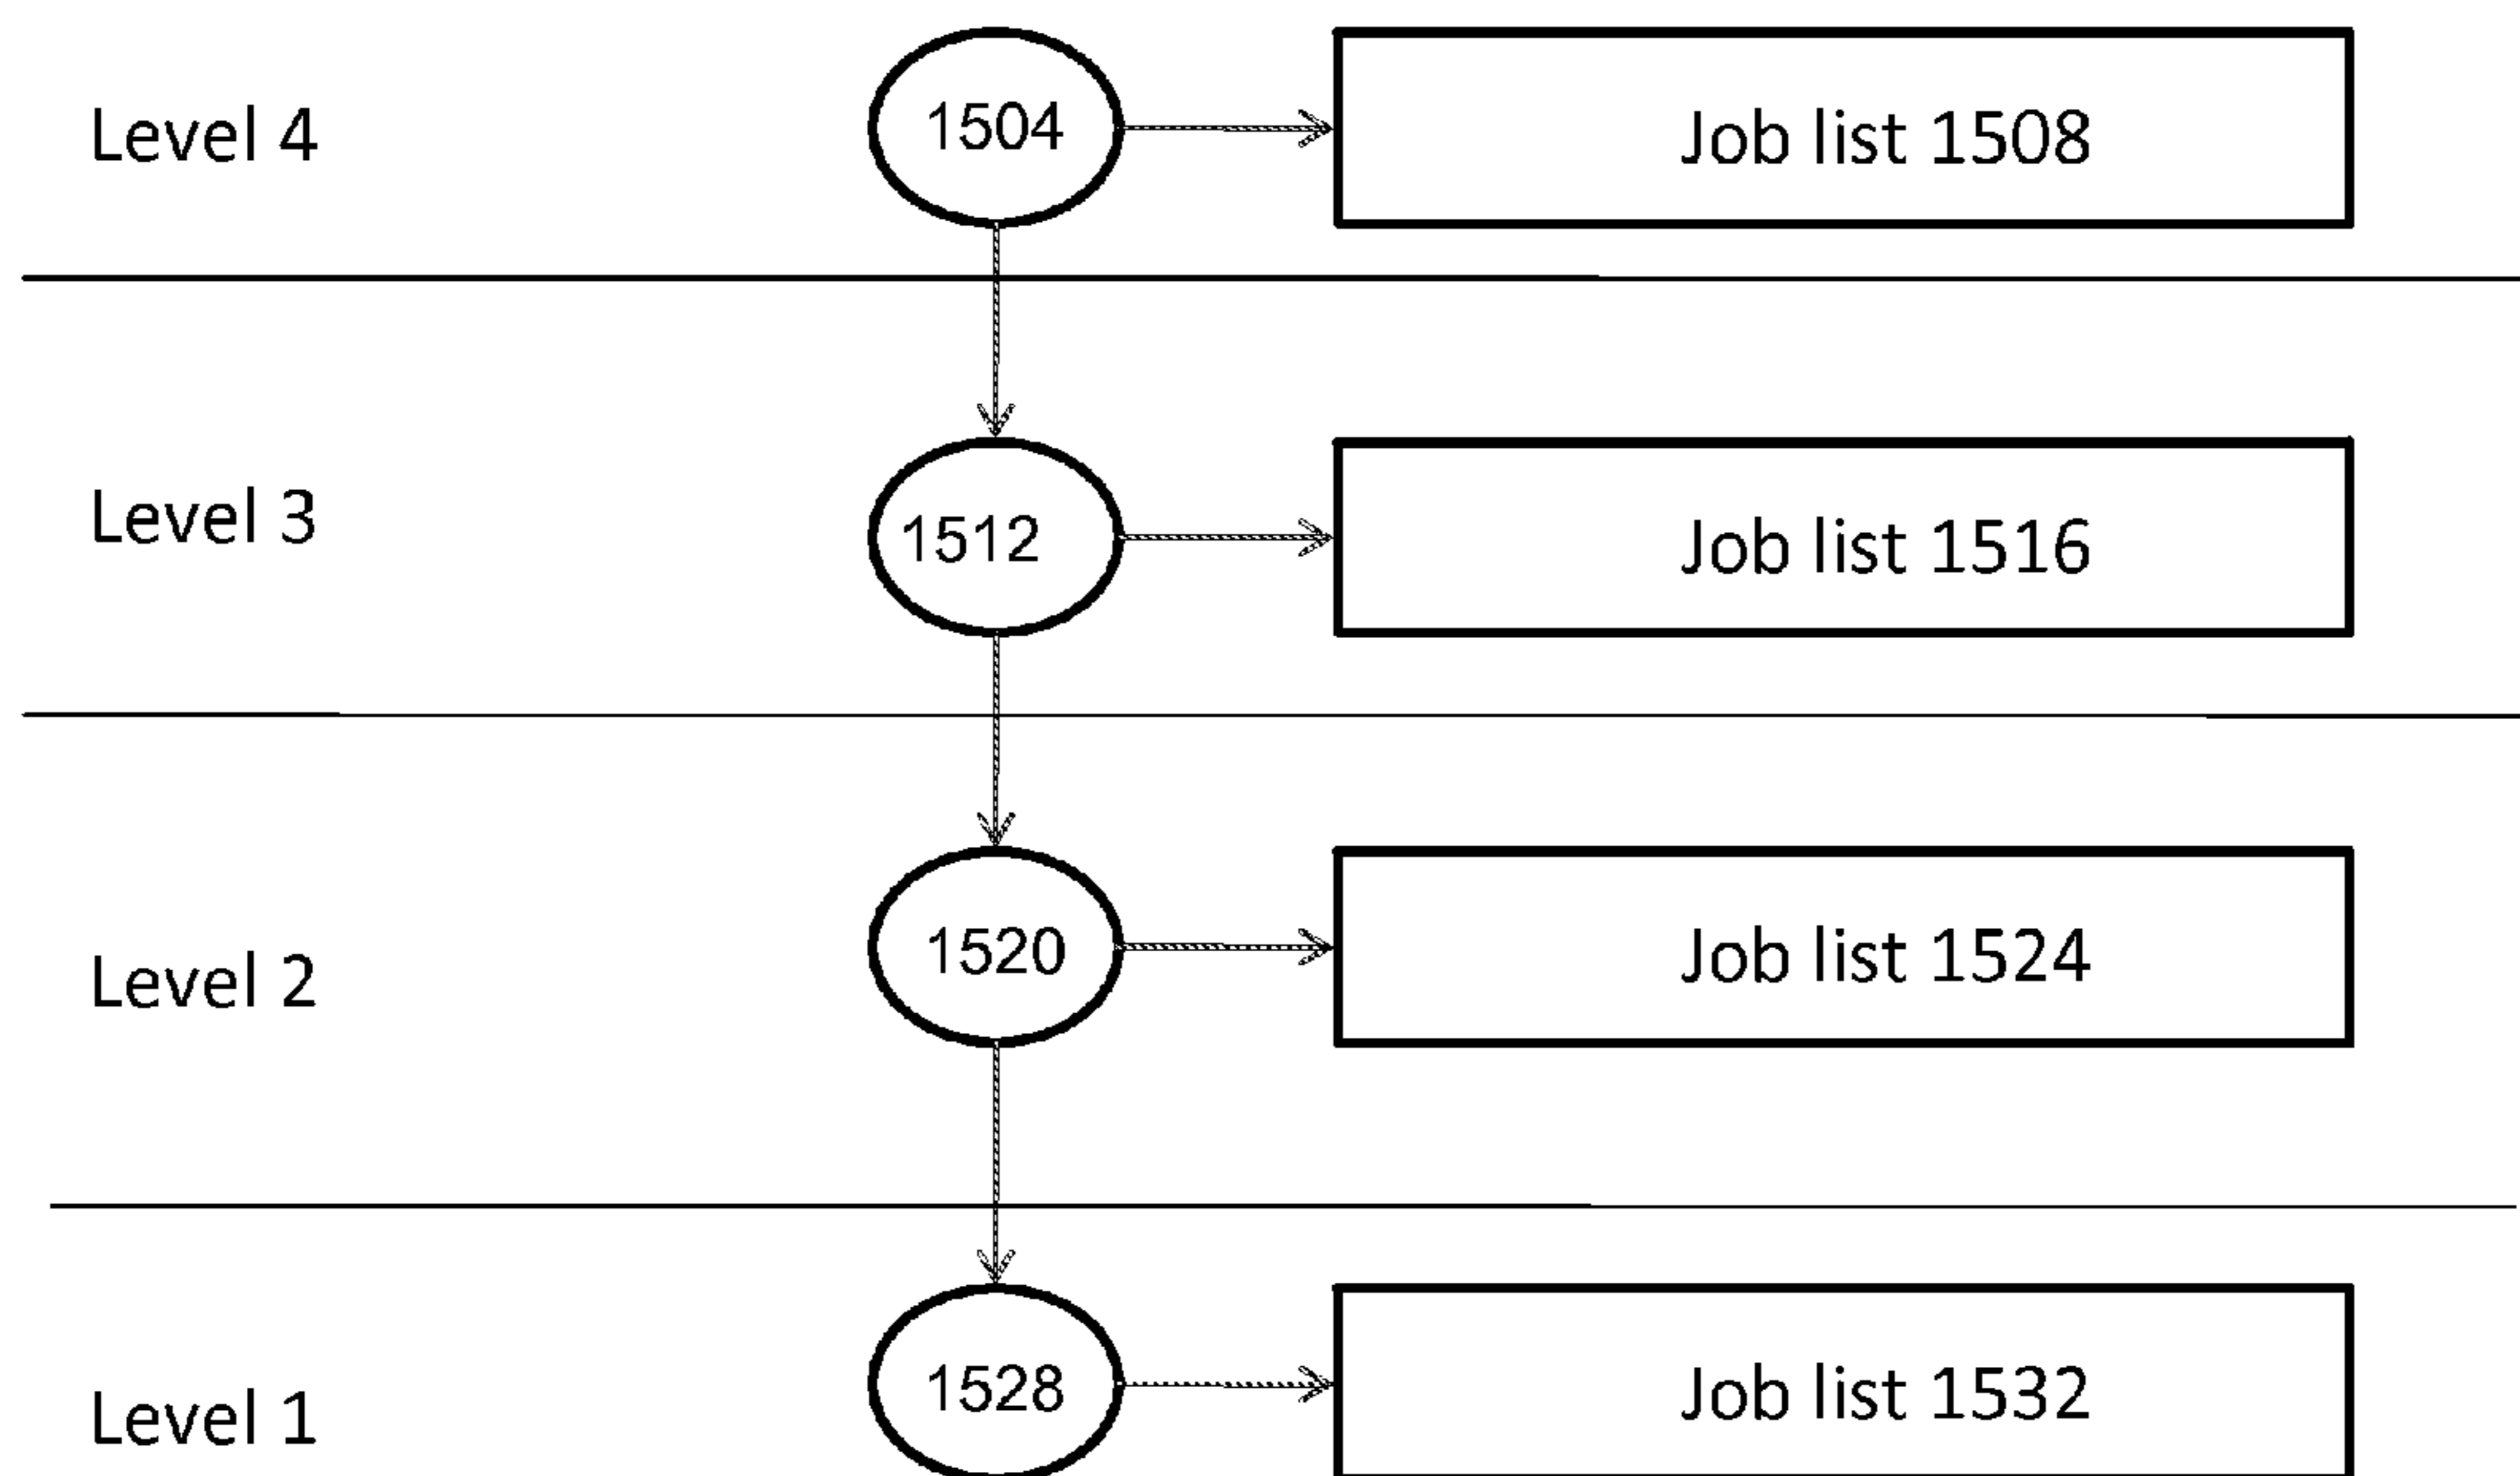 Level 4
1504
Job list 1508
Level 3
1512
Job list 1516
Level 2
1520
Job list 1524
Level 1
1528
Job list 1532